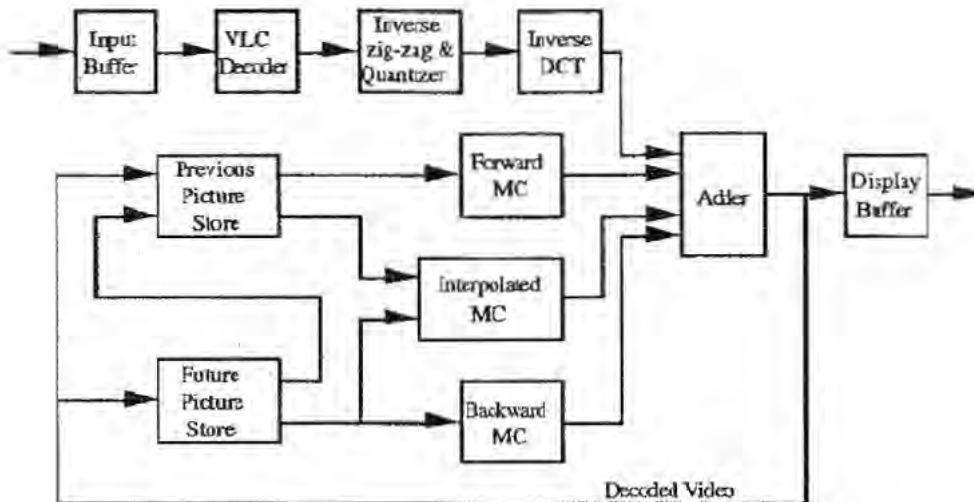 Input
Buffer
VLC
Decoder
Inverse
zig-zag &
Quantizer
Inverse
DCT
Previous
Picture
Store
Forward
MC
Adder
Display
Buffer
Interpolated
MC
Future
Picture
Store
Backward
MC
Decoded Video